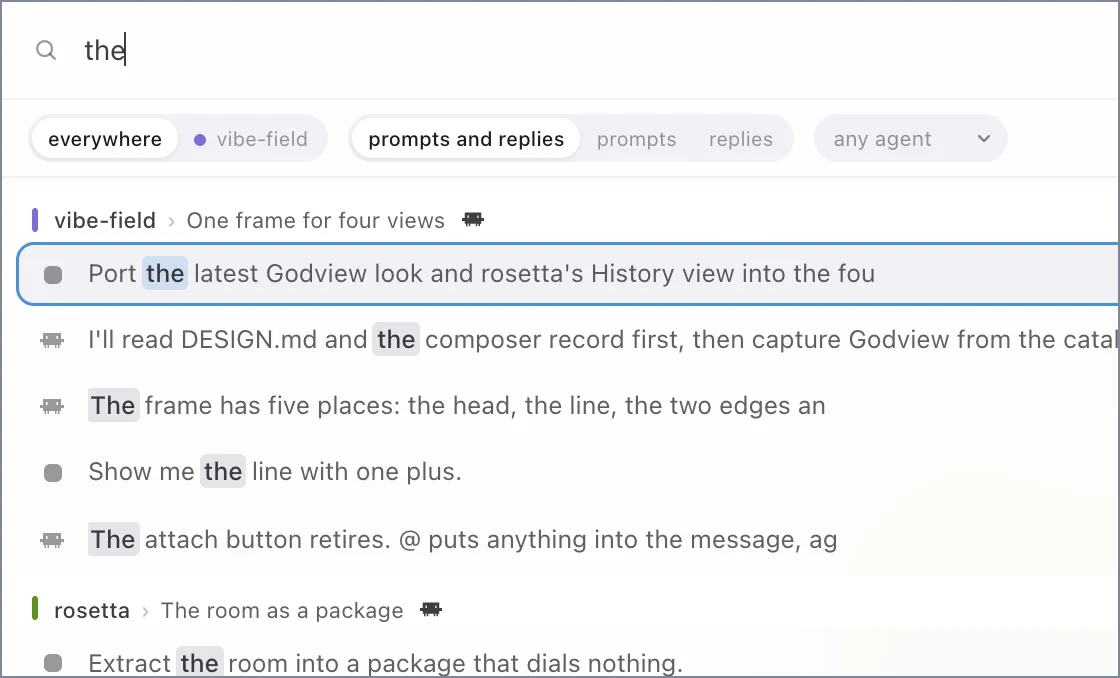 the
everywhere vibe-field prompts and replies prompts replies any agent
vibe-field › One frame for four views
Port the latest Godview look and rosetta's History view into the fou
I'll read DESIGN.md and the composer record first, then capture Godview from the catal
The frame has five places: the head, the line, the two edges an
Show me the line with one plus.
The attach button retires. @ puts anything into the message, ag
rosetta › The room as a package
Extract the room into a package that dials nothing.